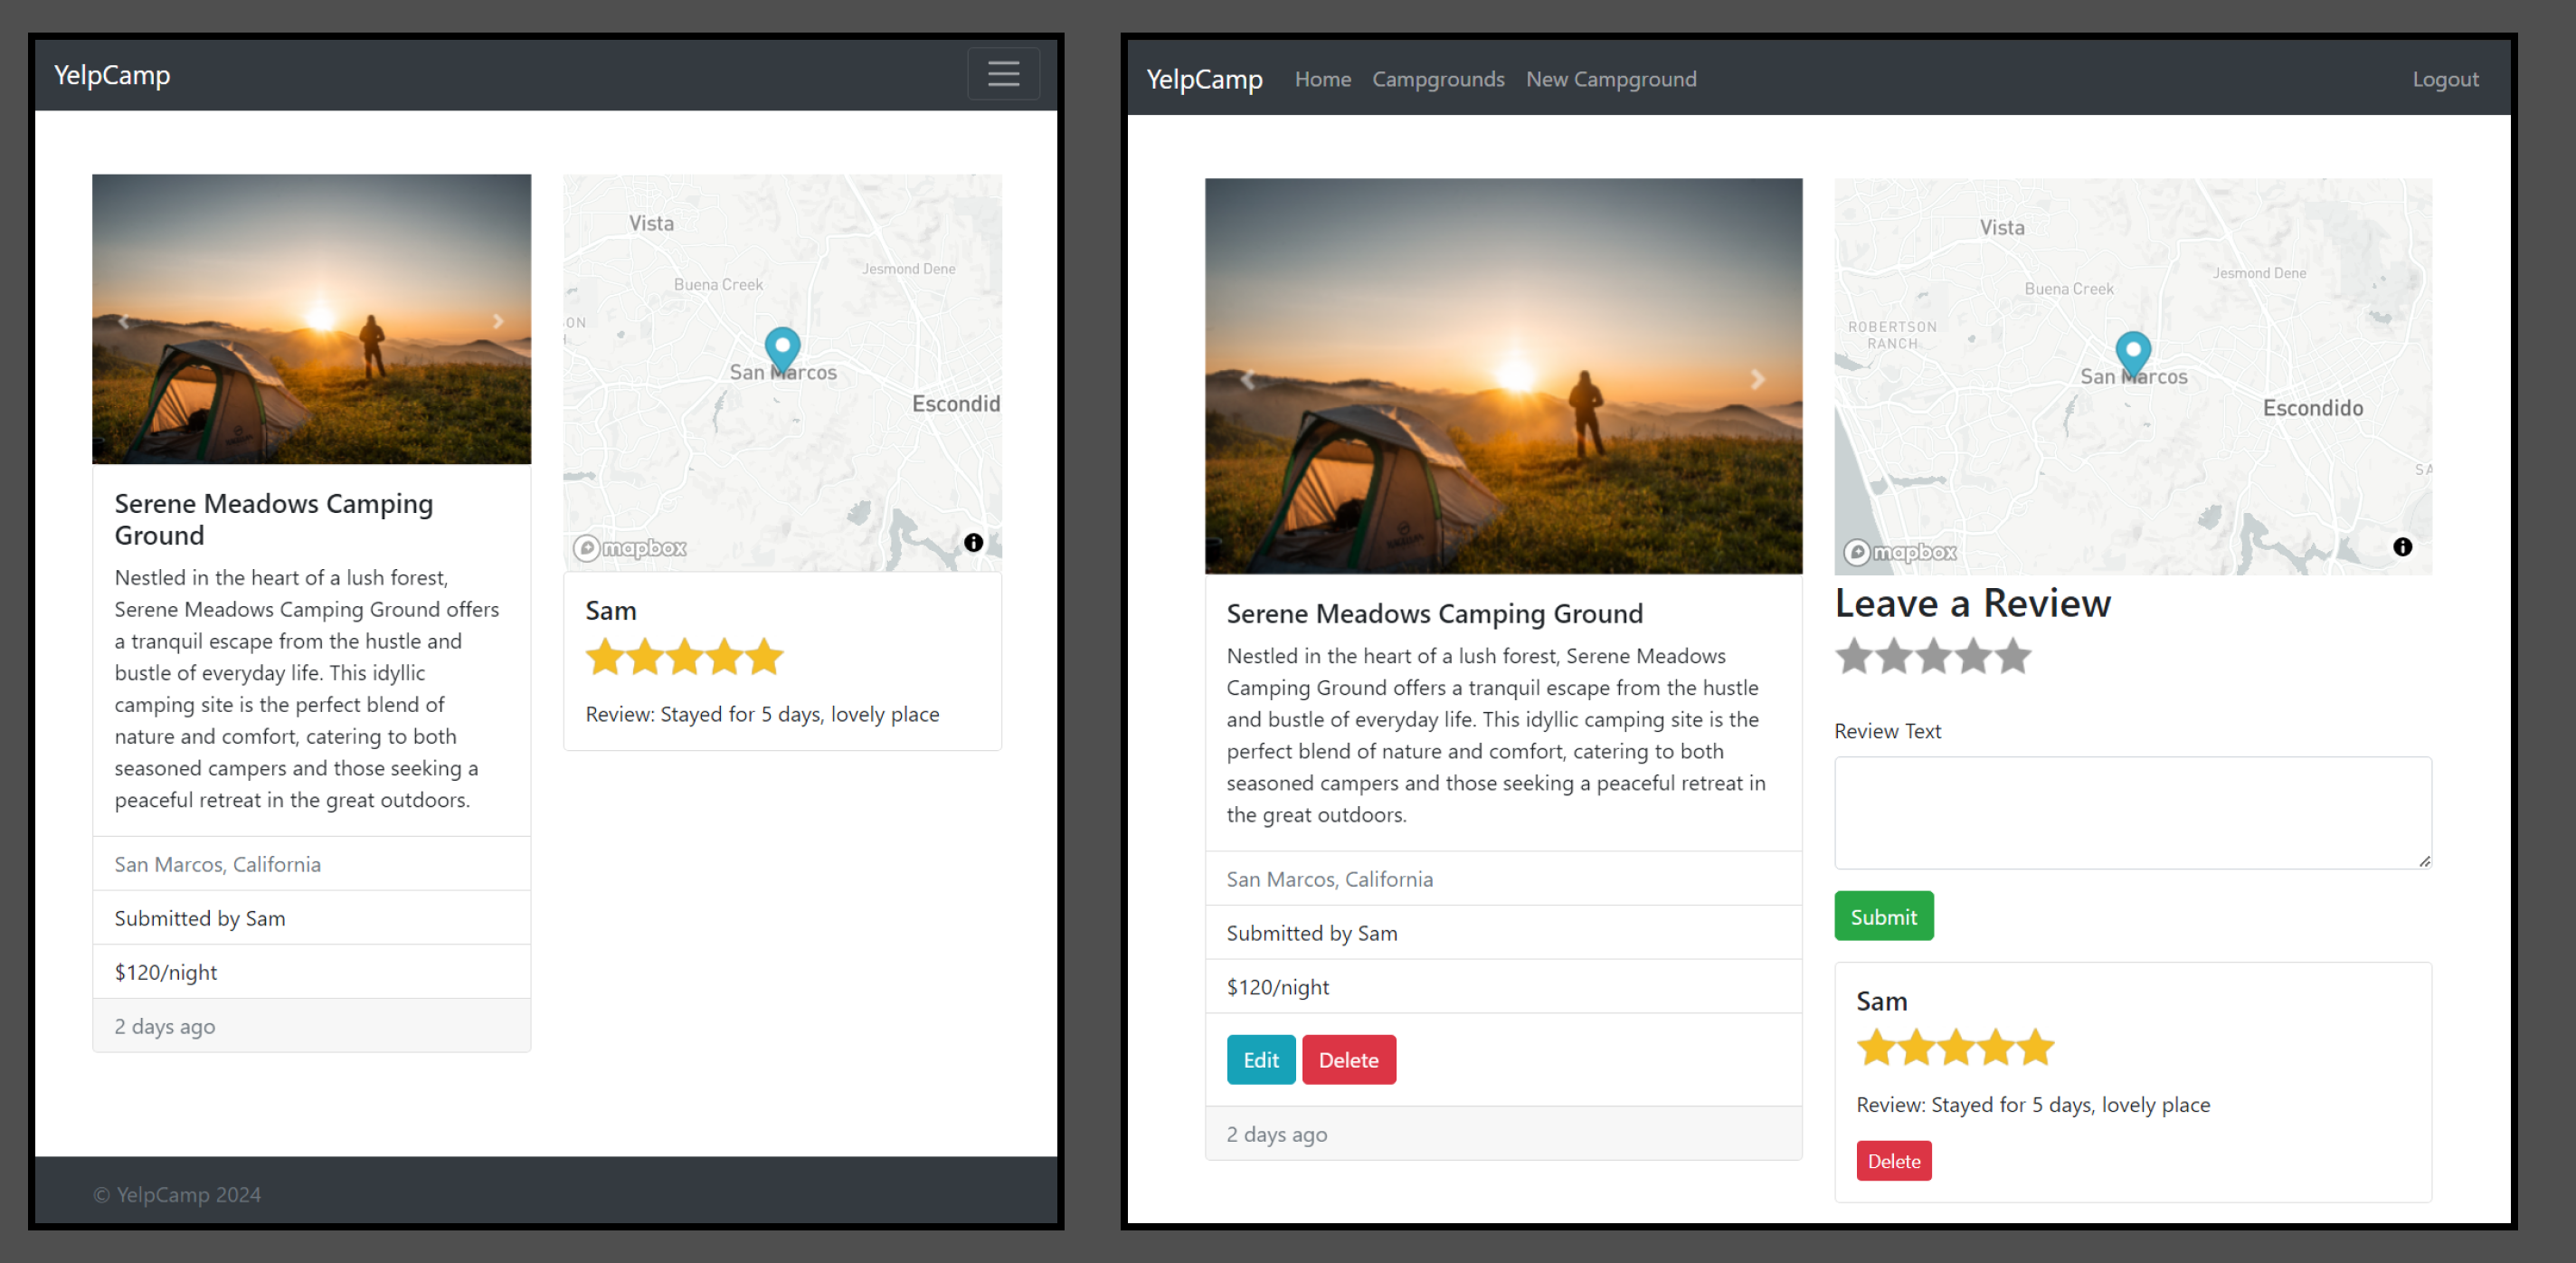 YelpCamp
Vista
Jesmond Dene
Buena Creek
ON
San Marcos
Escondid
mapbox
Serene Meadows Camping
Ground
Nestled in the heart of a lush forest,
Serene Meadows Camping Ground offers
a tranquil escape from the hustle and
bustle of everyday life. This idyllic
camping site is the perfect blend of
nature and comfort, catering to both
seasoned campers and those seeking a
peaceful retreat in the great outdoors.
San Marcos, California
Submitted by Sam
$120/night
2 days ago
Sam
Review: Stayed for 5 days, lovely place
© YelpCamp 2024
YelpCamp Home Campgrounds New Campground Logout
Vista
Jesmond Dene
Buena Creek
ROBERTSON
RANCH
San Marcos
Escondido
SA
mapbox
Serene Meadows Camping Ground
Nestled in the heart of a lush forest, Serene Meadows
Camping Ground offers a tranquil escape from the hustle
and bustle of everyday life. This idyllic camping site is the
perfect blend of nature and comfort, catering to both
seasoned campers and those seeking a peaceful retreat in
the great outdoors.
San Marcos, California
Submitted by Sam
$120/night
Edit Delete
2 days ago
Leave a Review
Review Text
Submit
Sam
Review: Stayed for 5 days, lovely place
Delete